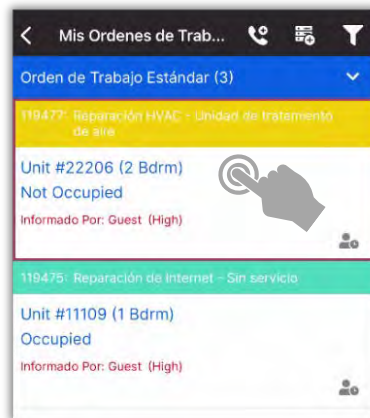 Mis Ordenes de Trab...
Orden de Trabajo Estándar (3)
119477: Reparación HVAC - Unidad de tratamiento
de aire
Unit #22206 (2 Bdrm)
Not Occupied
Informado Por: Guest (High)
119475: Reparación de Internet - Sin servicio
Unit #11109 (1 Bdrm)
Occupied
Informado Por: Guest (High)